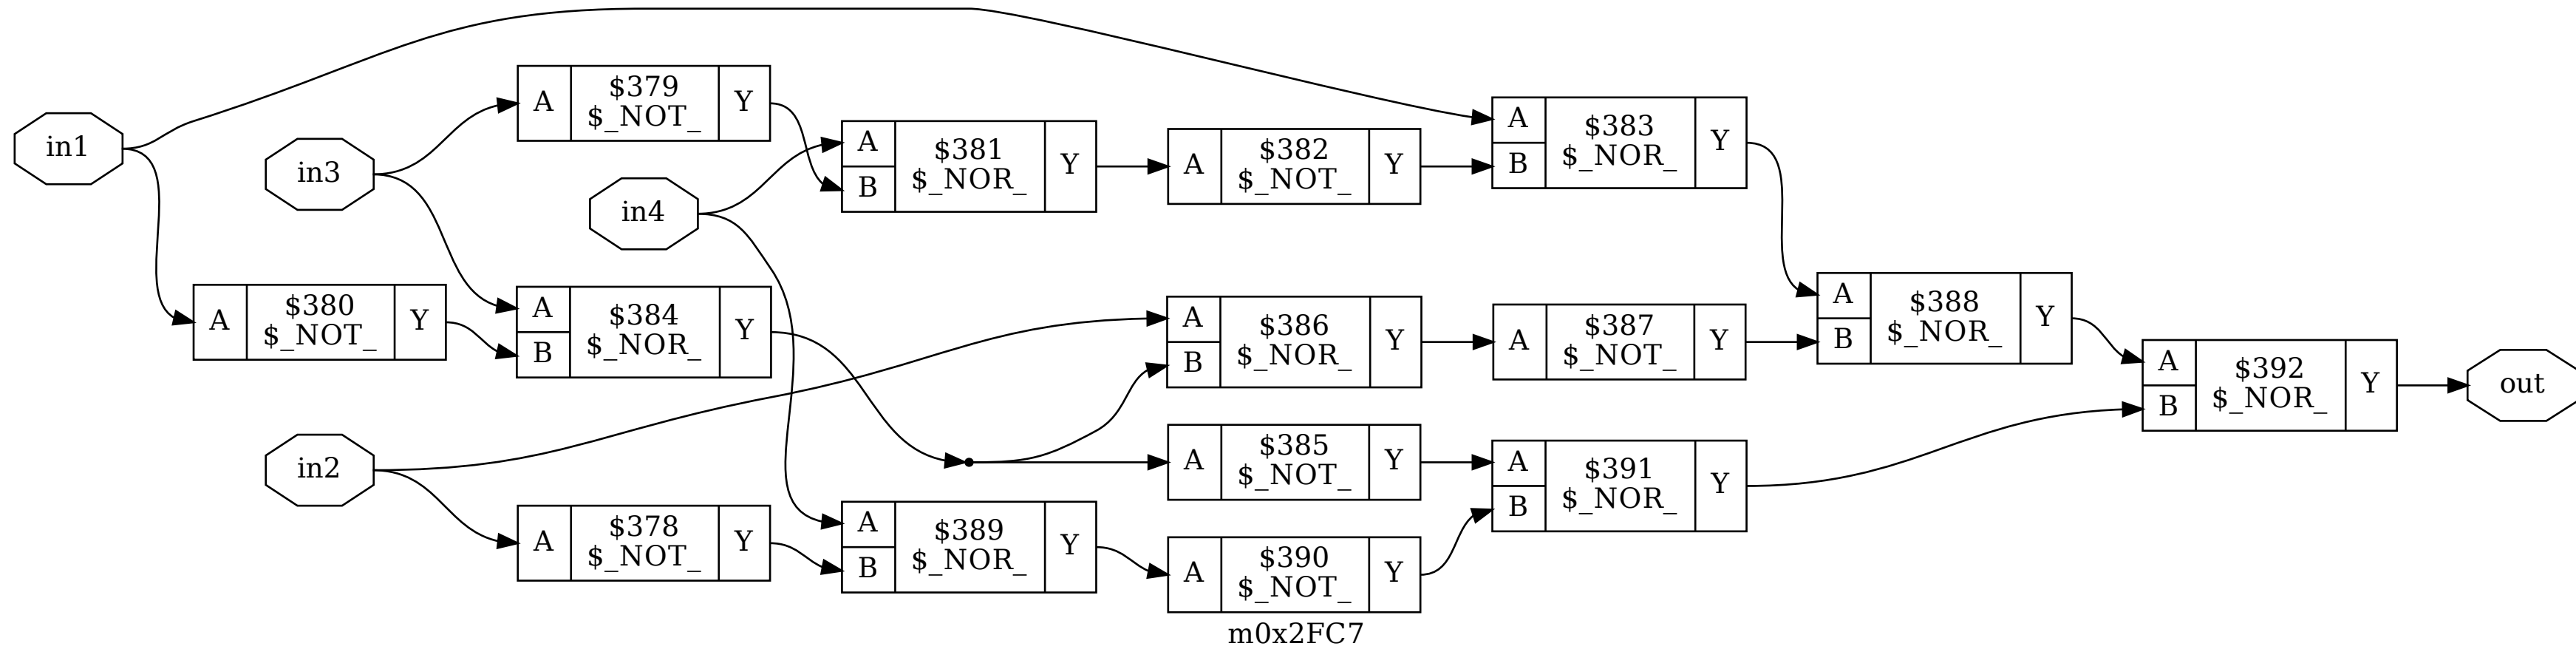 in1
in3
in4
in2
A $379 $_NOT_ Y
A $380 $_NOT_ Y
A B $381 $_NOR_ Y
A $382 $_NOT_ Y
A B $383 $_NOR_ Y
A B $384 $_NOR_ Y
A B $386 $_NOR_ Y
A $387 $_NOT_ Y
A B $388 $_NOR_ Y
A $385 $_NOT_ Y
A B $391 $_NOR_ Y
A B $392 $_NOR_ Y
out
A $378 $_NOT_ Y
A B $389 $_NOR_ Y
A $390 $_NOT_ Y
m0x2FC7